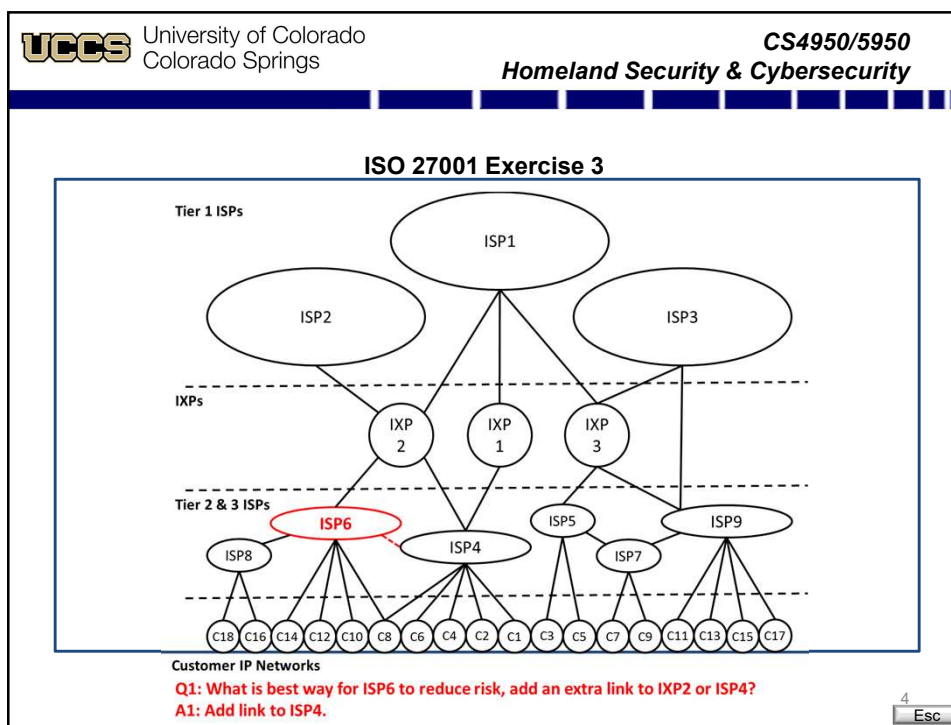 UCCS University of Colorado
Colorado Springs
CS4950/5950
Homeland Security & Cybersecurity
ISO 27001 Exercise 3
Tier 1 ISPs
ISP1
ISP2
ISP3
IXPs
IXP
2
IXP
1
IXP
3
Tier 2 & 3 ISPs
ISP6
ISP5
ISP9
ISP8
ISP4
ISP7
C18 C16 C14 C12 C10 C8 C6 C4 C2 C1 C3 C5 C7 C9 C11 C13 C15 C17
Customer IP Networks
Q1: What is best way for ISP6 to reduce risk, add an extra link to IXP2 or ISP4?
A1: Add link to ISP4.
4
Esc